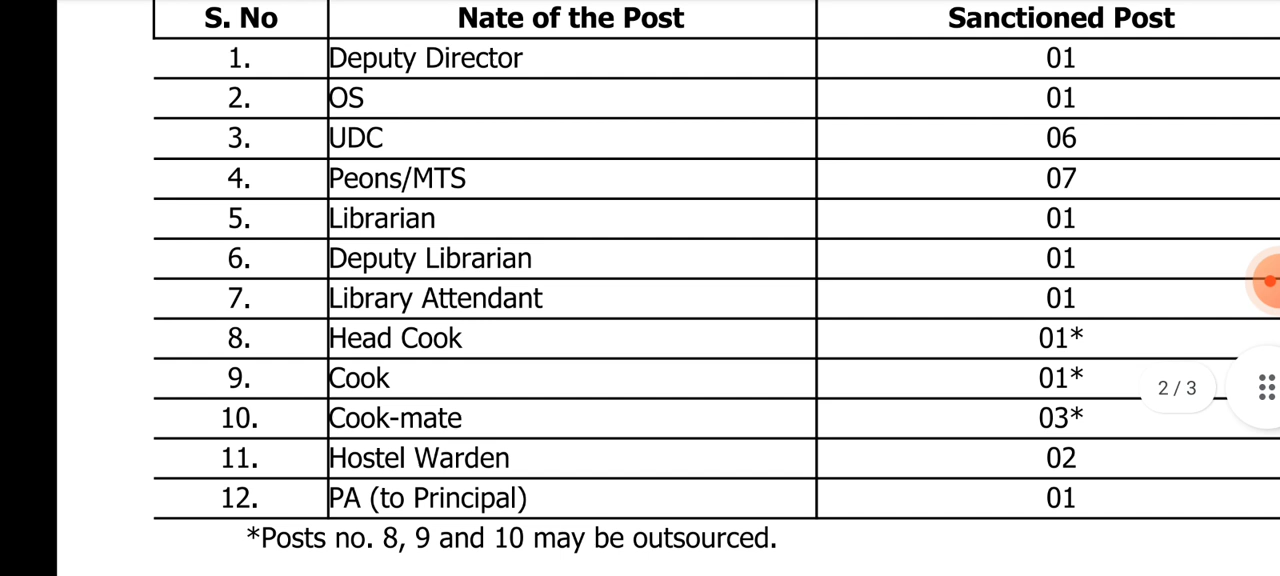 S. No Nate of the Post Sanctioned Post
1. Deputy Director 01
2. OS 01
3. UDC 06
4. Peons/MTS 07
5. Librarian 01
6. Deputy Librarian 01
7. Library Attendant 01
8. Head Cook 01*
9. Cook 01*
2 / 3
10. Cook-mate 03*
11. Hostel Warden 02
12. PA (to Principal) 01
*Posts no. 8, 9 and 10 may be outsourced.